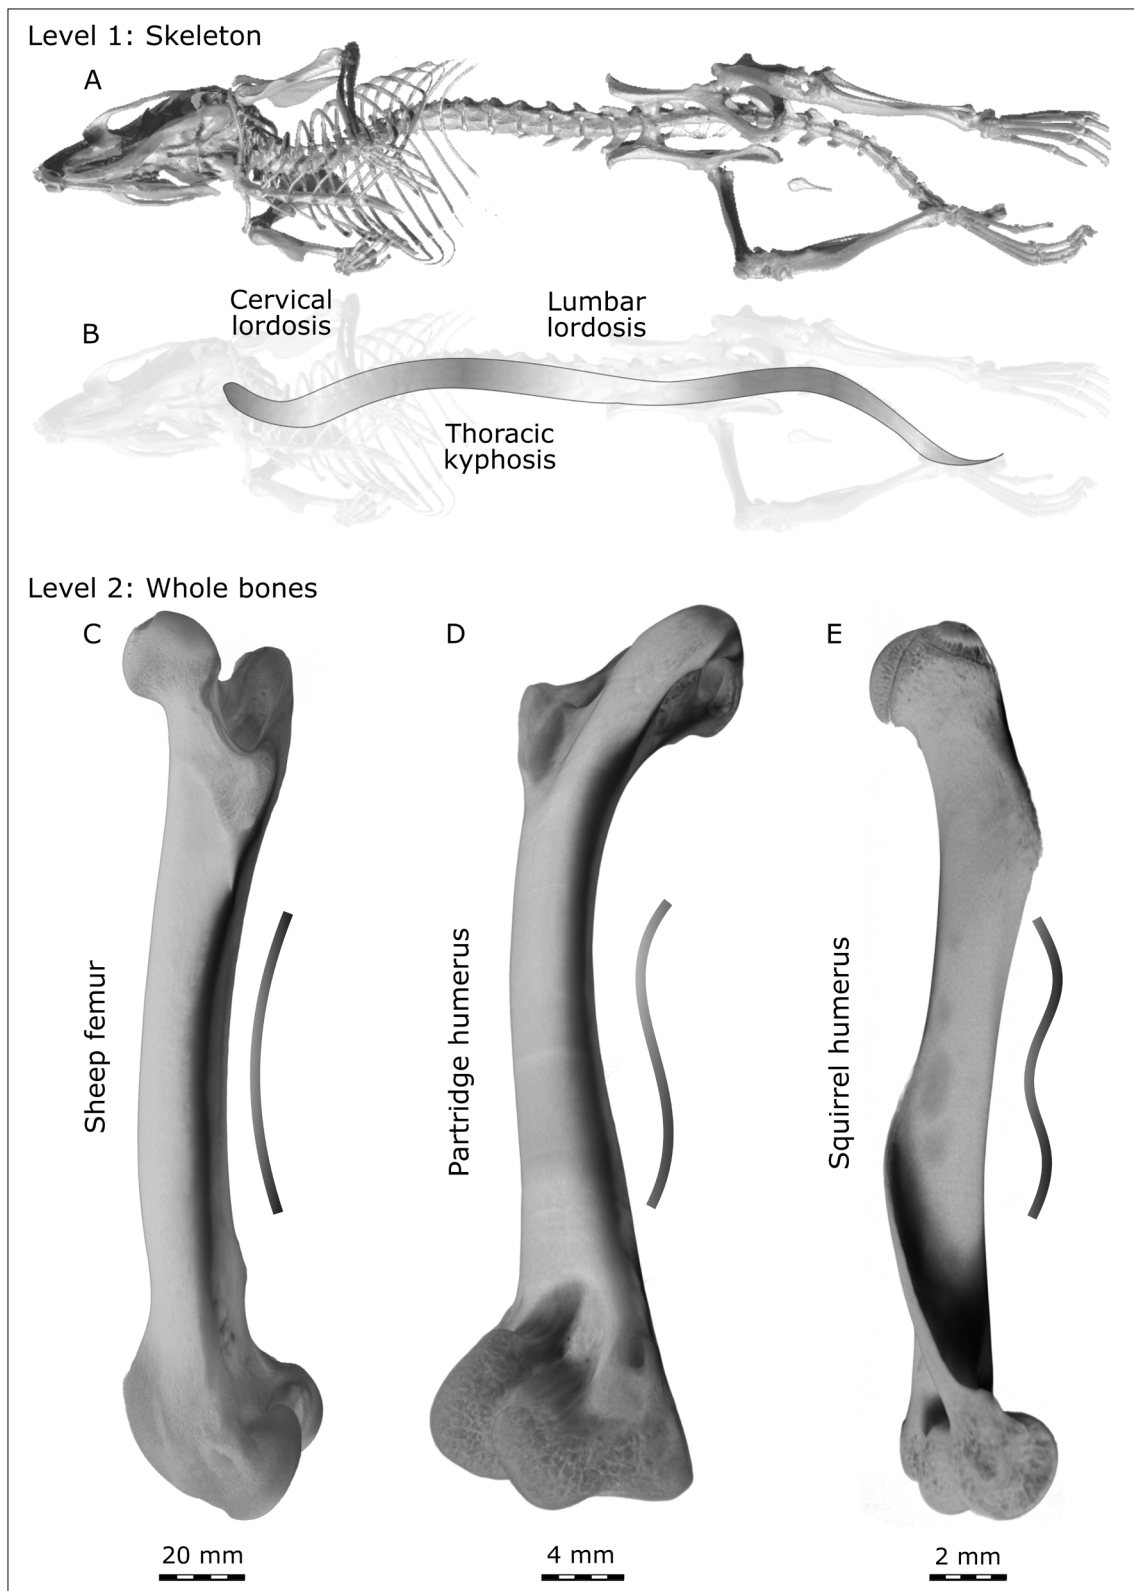 Level 1: Skeleton
A
B
Cervical
lordosis
Lumbar
lordosis
Thoracic
kyphosis
Level 2: Whole bones
C
D
E
Sheep femur
Partridge humerus
Squirrel humerus
20 mm
4 mm
2 mm